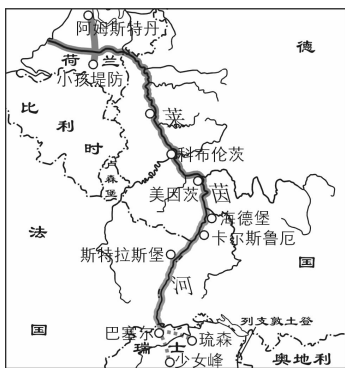 阿姆斯特丹
德
荷兰
小孩堤防
比利时
莱
卢森堡
科布伦茨
美因茨
茵
海德堡
卡尔斯鲁厄
法
斯特拉斯堡
国
河
列支敦士登
国
巴塞尔
琉森
瑞士
少女峰
奥地利